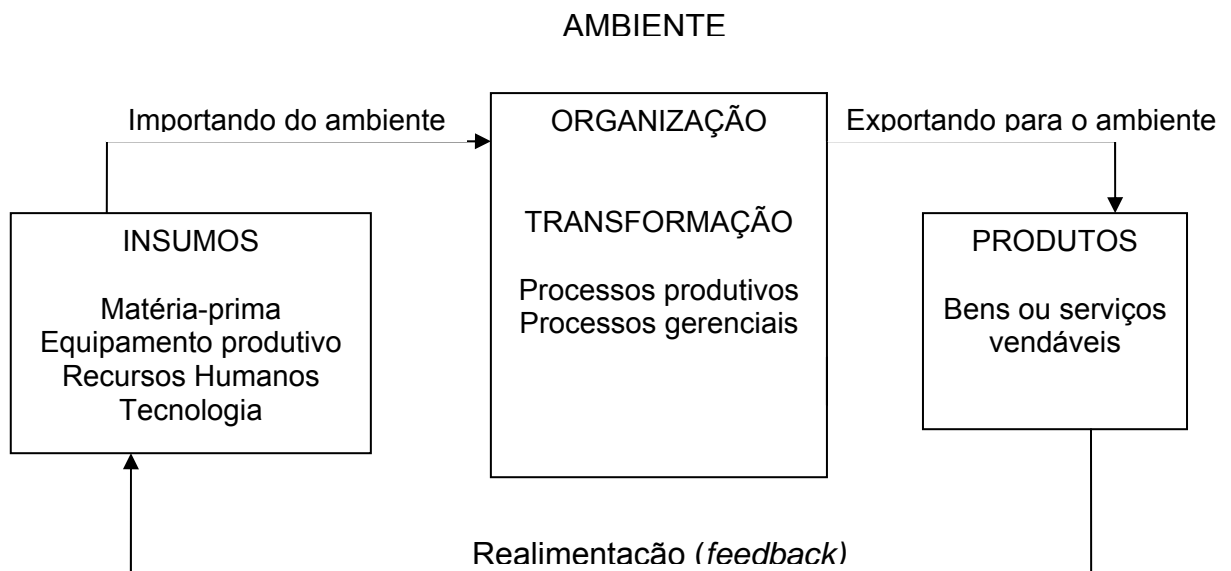 AMBIENTE
Importando do ambiente
ORGANIZAÇÃO
Exportando para o ambiente
TRANSFORMAÇÃO
Processos produtivos
Processos gerenciais
INSUMOS
Matéria-prima
Equipamento produtivo
Recursos Humanos
Tecnologia
PRODUTOS
Bens ou serviços
vendáveis
Realimentação (feedback)